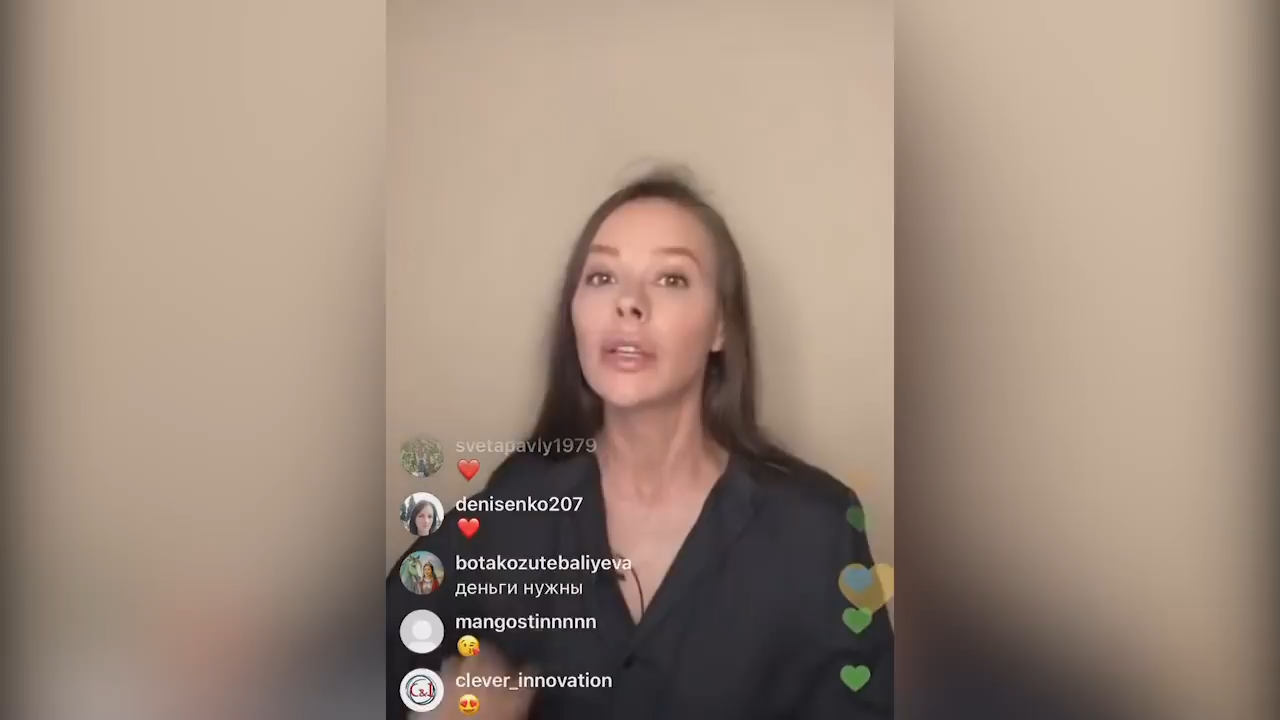 svetapavly1979
❤️
denisenko207
❤️
botakozutebaliyeva
деньги нужны
mangostinnnnn
😘
clever_innovation
😍
C&I